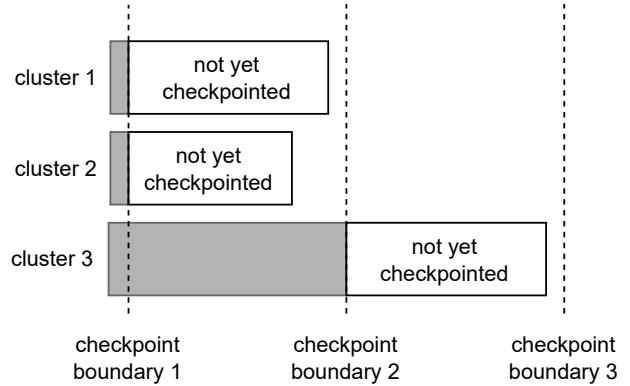 cluster 1
not yet
checkpointed
cluster 2
not yet
checkpointed
cluster 3
not yet
checkpointed
checkpoint
boundary 1
checkpoint
boundary 2
checkpoint
boundary 3